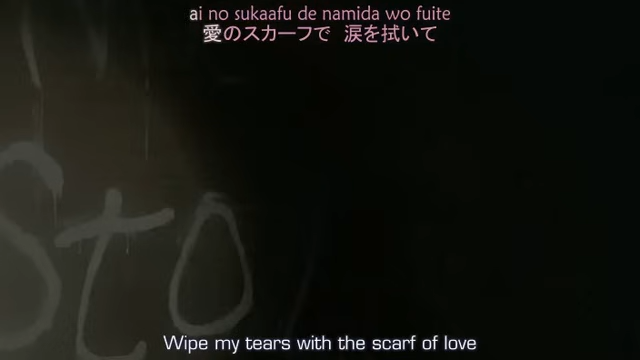 ai no sukaafu de namida wo fuite
愛のスカーフで 涙を拭いて
Sto
Wipe my tears with the scarf of love